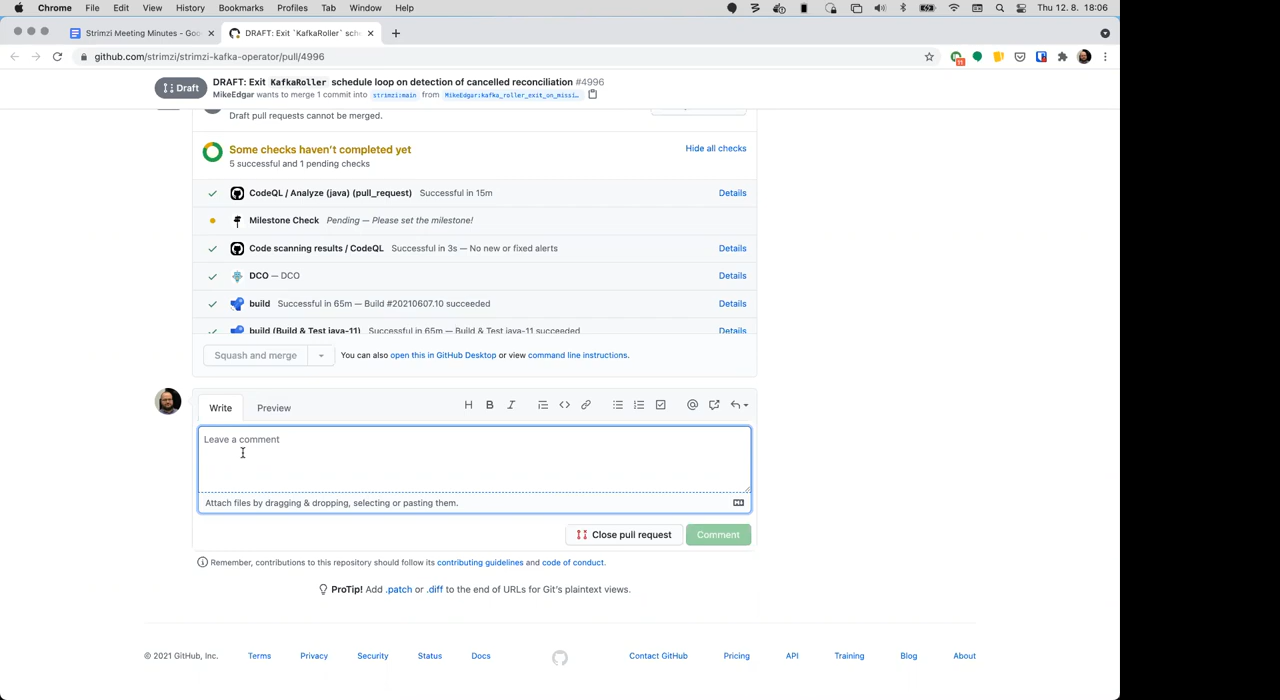 Chrome File Edit View History Bookmarks Profiles Tab Window Help Thu 12. 8. 18:06
Strimzi Meeting Minutes - Goo DRAFT: Exit `KafkaRoller` sche
github.com/strimzi/strimzi-kafka-operator/pull/4996
Draft
DRAFT: Exit KafkaRoller schedule loop on detection of cancelled reconciliation #4996
MikeEdgar wants to merge 1 commit into strimzi:main from MikeEdgar:kafka_roller_exit_on_missi…
Draft pull requests cannot be merged.
Some checks haven't completed yet
Hide all checks
5 successful and 1 pending checks
CodeQL / Analyze (java) (pull_request) Successful in 15m Details
Milestone Check Pending — Please set the milestone!
Code scanning results / CodeQL Successful in 3s — No new or fixed alerts Details
DCO — DCO Details
build Successful in 65m — Build #20210607.10 succeeded Details
build (Build & Test java-11) Successful in 65m — Build & Test java-11 succeeded Details
Squash and merge You can also open this in GitHub Desktop or view command line instructions.
Write Preview
Leave a comment
Attach files by dragging & dropping, selecting or pasting them.
Close pull request Comment
Remember, contributions to this repository should follow its contributing guidelines and code of conduct.
ProTip! Add .patch or .diff to the end of URLs for Git's plaintext views.
© 2021 GitHub, Inc. Terms Privacy Security Status Docs Contact GitHub Pricing API Training Blog About